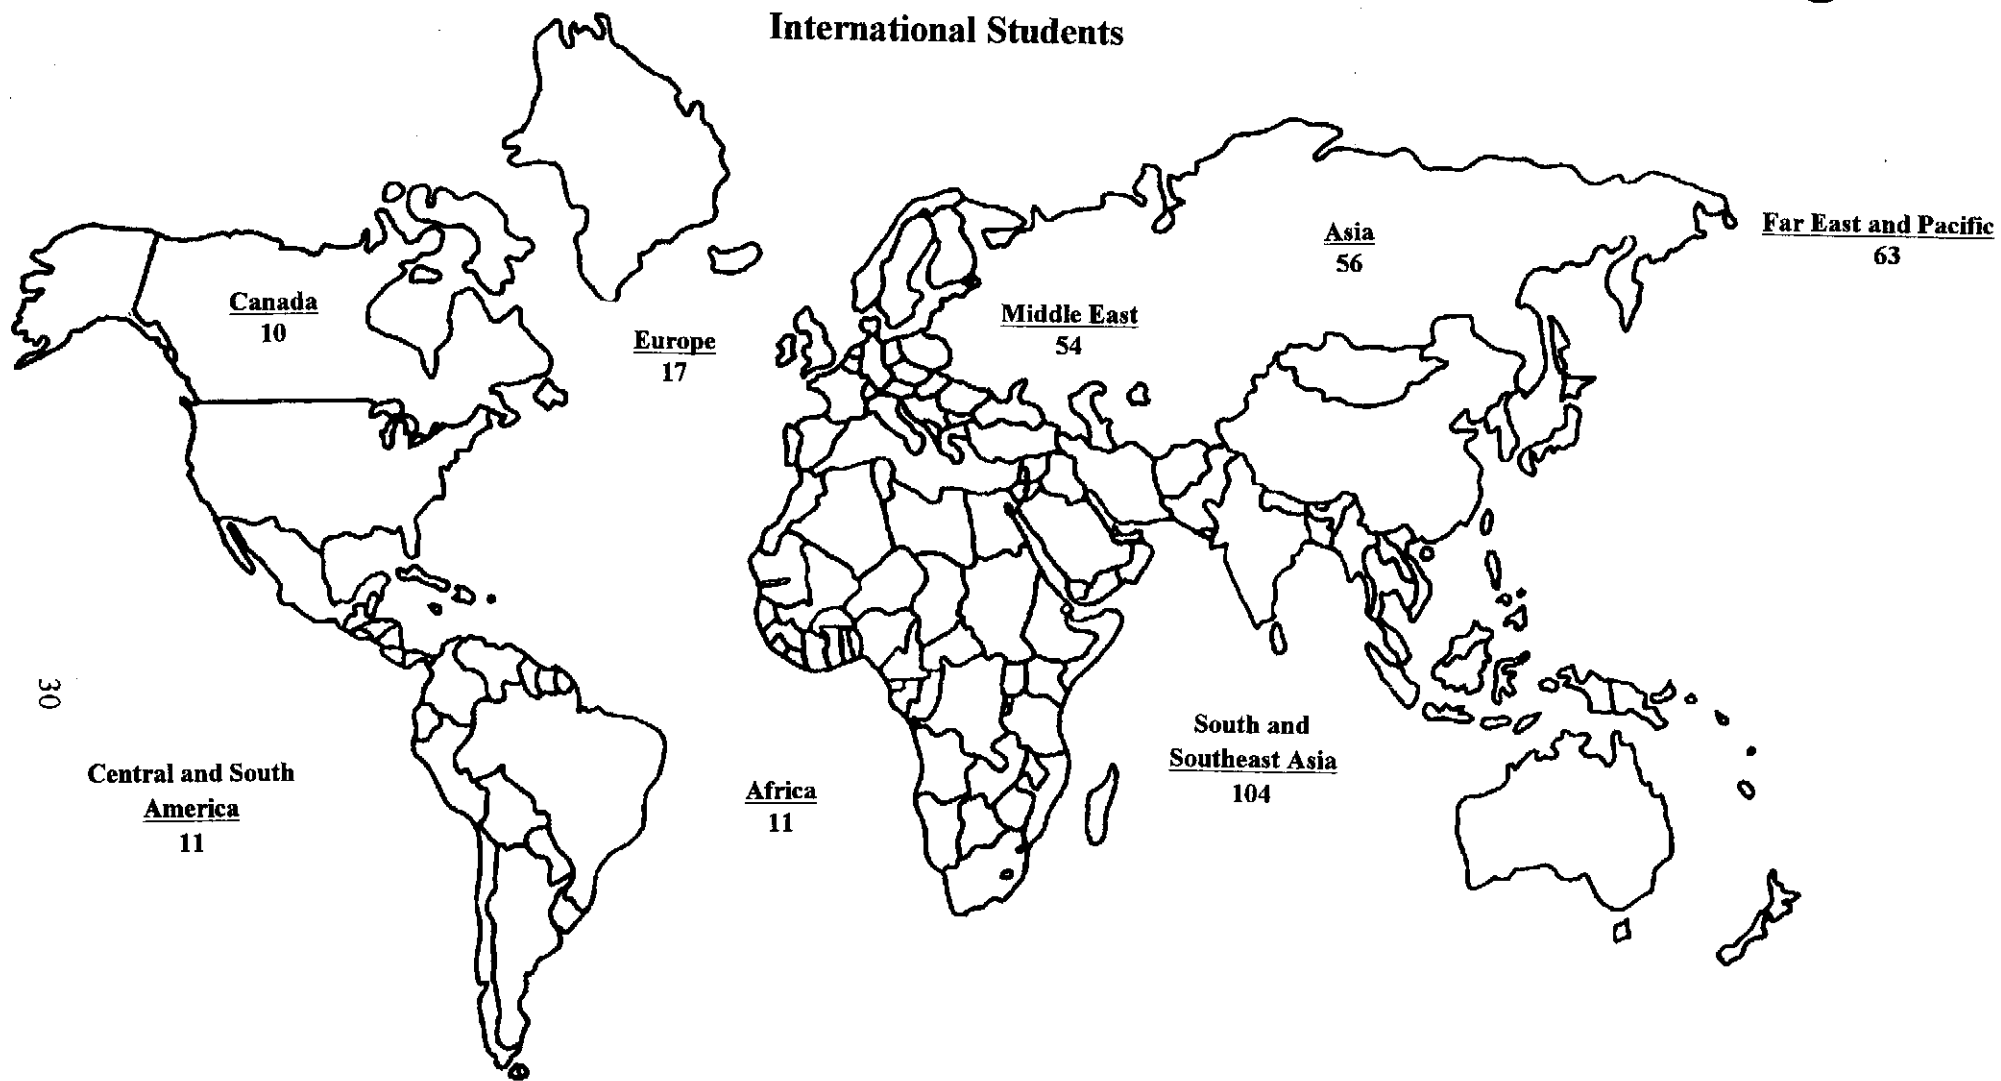 International Students
Far East and Pacific
63
Asia
56
Canada
10
Middle East
54
Europe
17
30
South and
Southeast Asia
104
Central and South
America
11
Africa
11